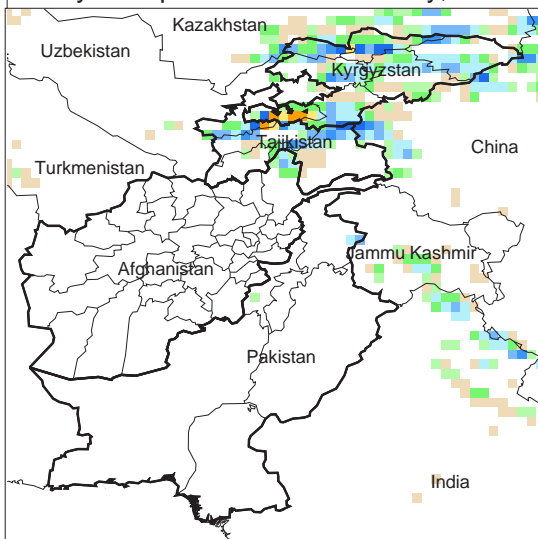 Kazakhstan
Uzbekistan
Kyrgyzstan
Tajikistan
China
Turkmenistan
Jammu Kashmir
Afghanistan
Pakistan
India